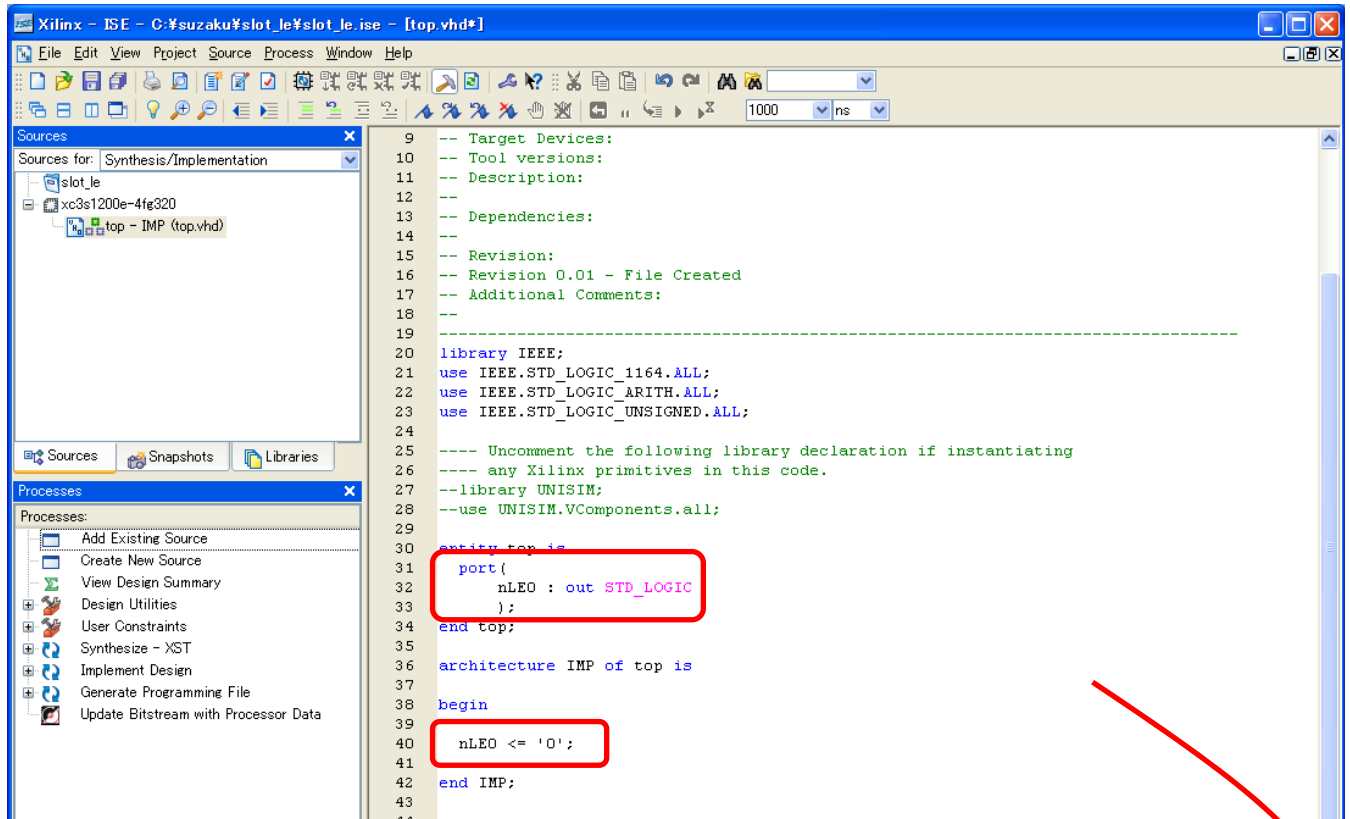 Xilinx - ISE - C:¥suzaku¥slot_le¥slot_le.ise - [top.vhd*]
File Edit View Project Source Process Window Help
1000 ns
Sources
Sources for: Synthesis/Implementation
slot_le
xc3s1200e-4fg320
top - IMP (top.vhd)
Sources Snapshots Libraries
Processes
Processes:
Add Existing Source
Create New Source
View Design Summary
Design Utilities
User Constraints
Synthesize - XST
Implement Design
Generate Programming File
Update Bitstream with Processor Data
9 -- Target Devices:
10 -- Tool versions:
11 -- Description:
12 --
13 -- Dependencies:
14 --
15 -- Revision:
16 -- Revision 0.01 - File Created
17 -- Additional Comments:
18 --
19 ----------------------------------------------------------------------------------
20 library IEEE;
21 use IEEE.STD_LOGIC_1164.ALL;
22 use IEEE.STD_LOGIC_ARITH.ALL;
23 use IEEE.STD_LOGIC_UNSIGNED.ALL;
24
25 ---- Uncomment the following library declaration if instantiating
26 ---- any Xilinx primitives in this code.
27 --library UNISIM;
28 --use UNISIM.VComponents.all;
29
30 entity top is
31 port(
32 nLE0 : out STD_LOGIC
33 );
34 end top;
35
36 architecture IMP of top is
37
38 begin
39
40 nLE0 <= '0';
41
42 end IMP;
43